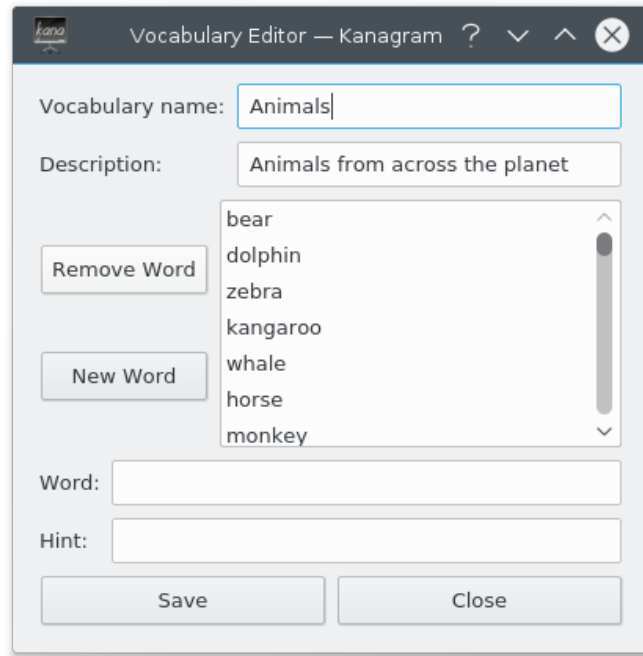 kana
Vocabulary Editor — Kanagram ?
Vocabulary name: Animals
Description: Animals from across the planet
bear
dolphin
zebra
kangaroo
whale
horse
monkey
Remove Word
New Word
Word:
Hint:
Save Close